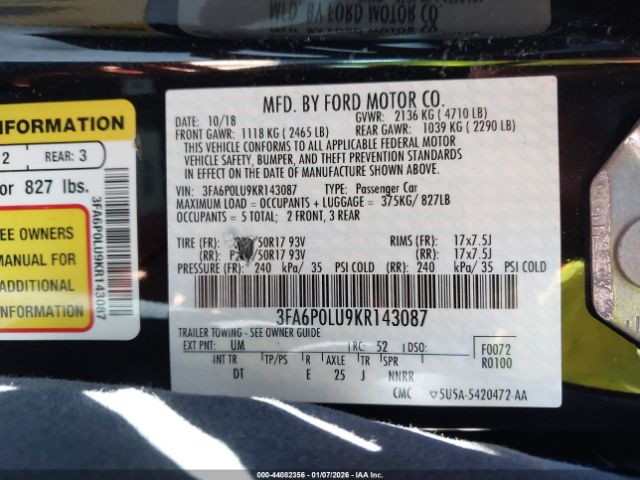 MFD. BY FORD MOTOR CO.
MFD. BY FORD MOTOR CO.
DATE: 10/18
GVWR: 2136 KG ( 4710 LB)
FRONT GAWR: 1118 KG ( 2465 LB)
REAR GAWR: 1039 KG ( 2290 LB)
THIS VEHICLE CONFORMS TO ALL APPLICABLE FEDERAL MOTOR
VEHICLE SAFETY, BUMPER, AND THEFT PREVENTION STANDARDS
IN EFFECT ON THE DATE OF MANUFACTURE SHOWN ABOVE.
VIN: 3FA6P0LU9KR143087 TYPE: Passenger Car
MAXIMUM LOAD = OCCUPANTS + LUGGAGE = 375KG/ 827LB
OCCUPANTS = 5 TOTAL; 2 FRONT, 3 REAR
TIRE (FR): /50R17 93V RIMS (FR): 17x7.5J
(RR): /50R17 93V (RR): 17x7.5J
PRESSURE (FR): 240 kPa/ 35 PSI COLD (RR): 240 kPa/ 35 PSI COLD
3FA6P0LU9KR143087
TRAILER TOWING - SEE OWNER GUIDE
EXT PNT: UM RC: 52 DSO: F0072
R0100
INT TR TP/PS R AXLE TR SPR
DT E 25 J NNRR
CMC 5U5A-5420472-AA
INFORMATION
2 REAR: 3
or 827 lbs.
SEE OWNERS
MANUAL FOR
ADDITIONAL
INFORMATION
3FA6P0LU9KR143087
000-44082356 | 01/07/2026 | © IAA, Inc.